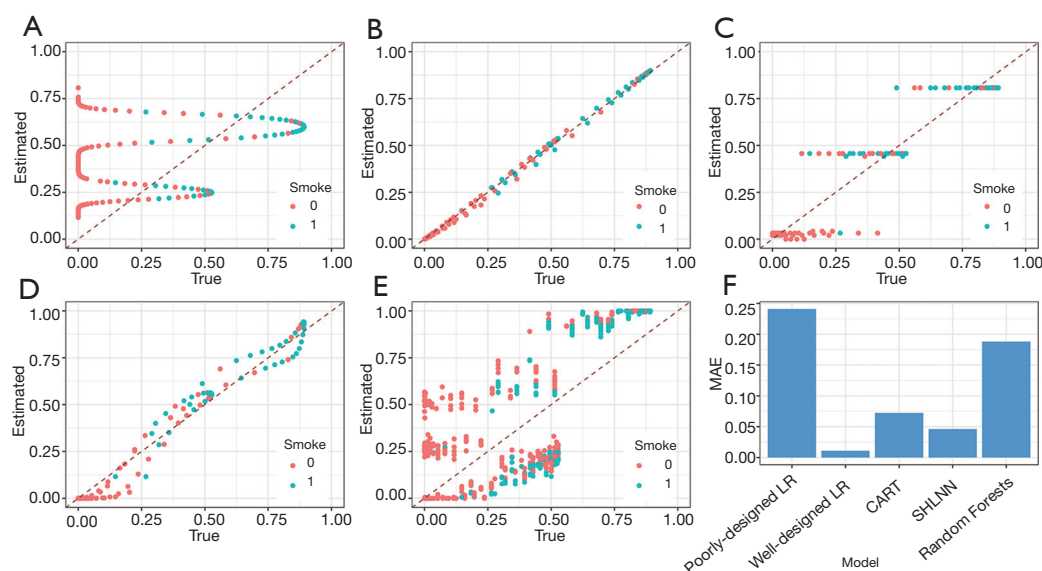 A
1.00
0.75
0.50
0.25
0.00
Estimated
Smoke
0
1
0.00 0.25 0.50 0.75 1.00
True
B
1.00
0.75
0.50
0.25
0.00
Estimated
Smoke
0
1
0.00 0.25 0.50 0.75 1.00
True
C
1.00
0.75
0.50
0.25
0.00
Estimated
Smoke
0
1
0.00 0.25 0.50 0.75 1.00
True
D
1.00
0.75
0.50
0.25
0.00
Estimated
Smoke
0
1
0.00 0.25 0.50 0.75 1.00
True
E
1.00
0.75
0.50
0.25
0.00
Estimated
Smoke
0
1
0.00 0.25 0.50 0.75 1.00
True
F
0.25
0.20
0.15
0.10
0.05
0.00
MAE
Poorly-designed LR
Well-designed LR
CART
SHLNN
Random Forests
Model